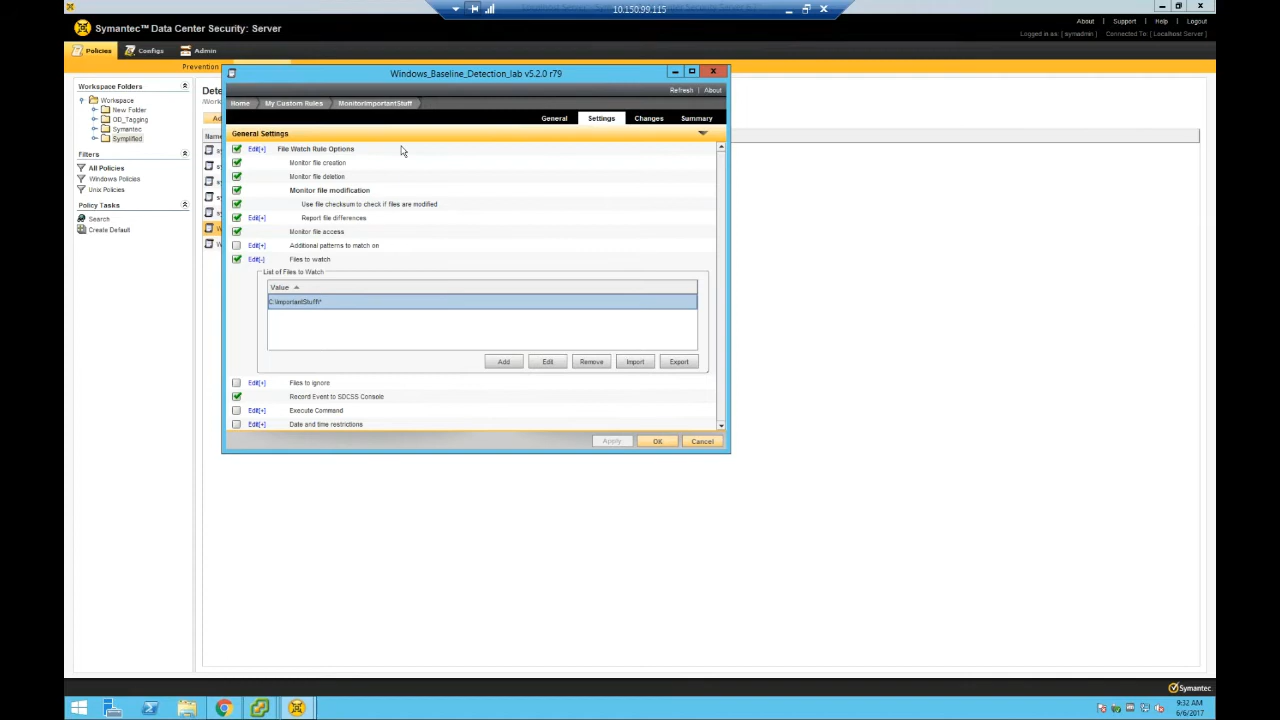 10.150.99.115
Symantec™ Data Center Security: Server
About Support Help Logout
Logged in as: [ symadmin ] Connected To: [ Localhost Server ]
Policies Configs Admin
Prevention
Workspace Folders
Workspace
New Folder
OD_Tagging
Symantec
Symplified
Filters
All Policies
Windows Policies
Unix Policies
Policy Tasks
Search
Create Default
Windows_Baseline_Detection_lab v5.2.0 r79
Refresh About
Home My Custom Rules MonitorImportantStuff
General Settings Changes Summary
General Settings
Edit[+] File Watch Rule Options
Monitor file creation
Monitor file deletion
Monitor file modification
Use file checksum to check if files are modified
Edit[+] Report file differences
Monitor file access
Edit[+] Additional patterns to match on
Edit[-] Files to watch
List of Files to Watch
Value
C:\ImportantStuff\*
Add Edit Remove Import Export
Edit[+] Files to ignore
Record Event to SDCSS Console
Edit[+] Execute Command
Edit[+] Date and time restrictions
Apply OK Cancel
Symantec
9:32 AM
6/6/2017